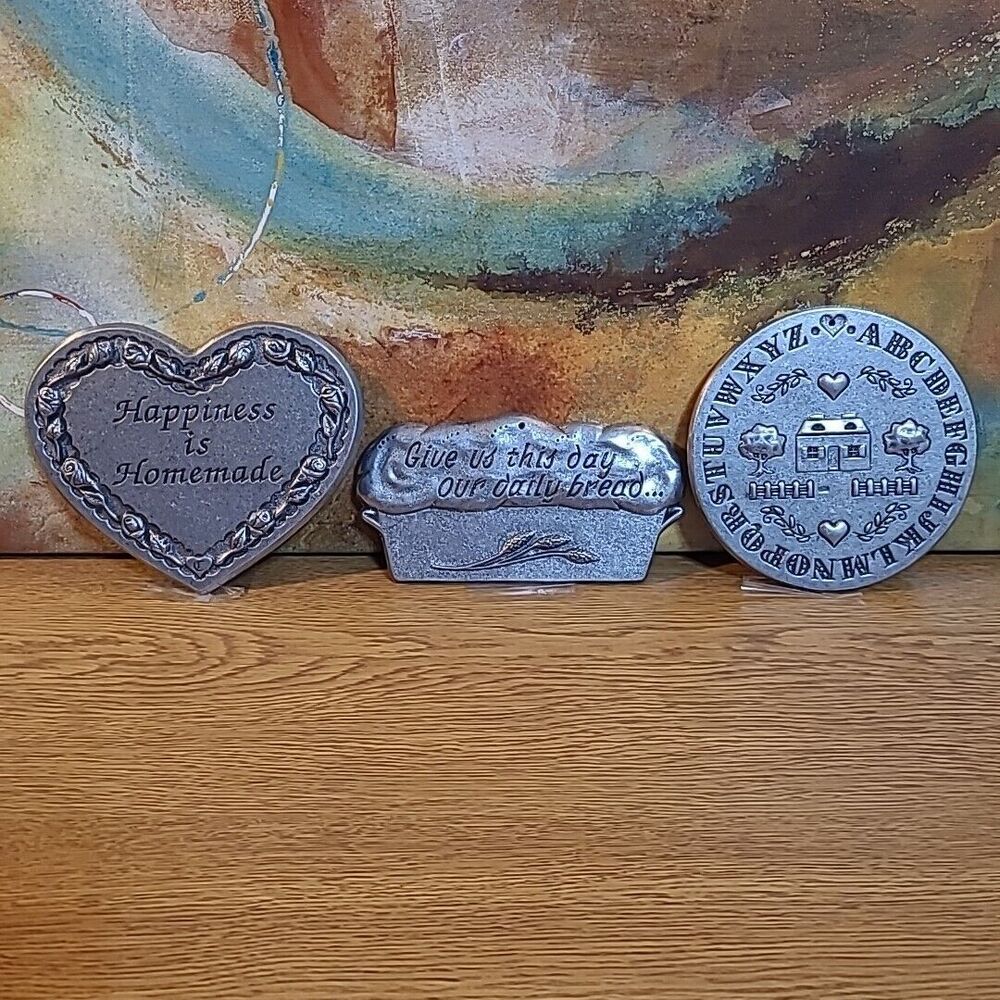 Happiness
is
Homemade
Give us this day
our daily bread...
ABCDEFGHIJKLMNOPQRSTUVWXYZ